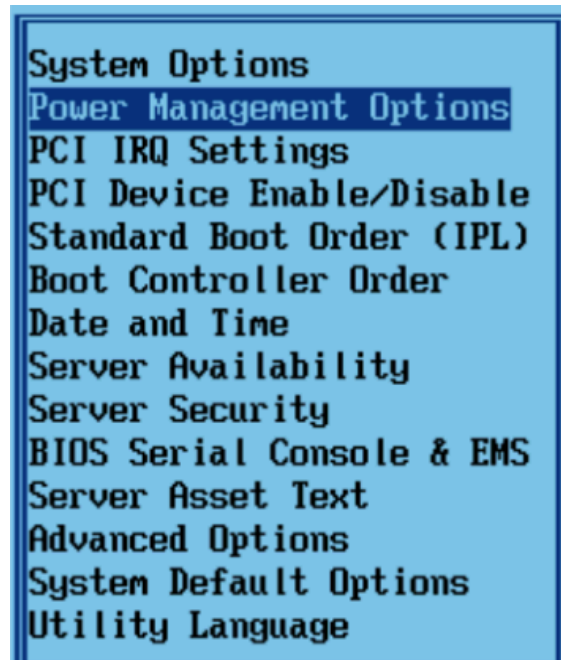 System Options
Power Management Options
PCI IRQ Settings
PCI Device Enable/Disable
Standard Boot Order (IPL)
Boot Controller Order
Date and Time
Server Availability
Server Security
BIOS Serial Console & EMS
Server Asset Text
Advanced Options
System Default Options
Utility Language